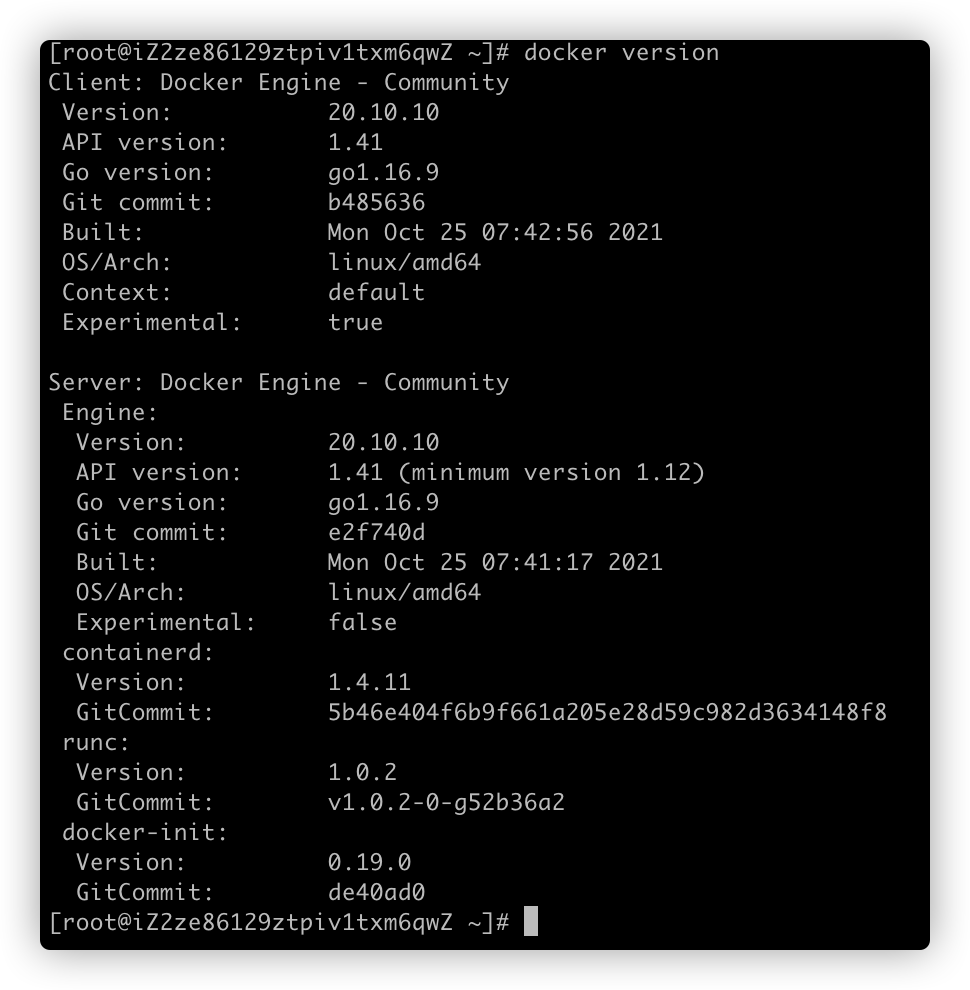 [root@iZ2ze86129ztpiv1txm6qwZ ~]# docker version
Client: Docker Engine - Community
 Version:           20.10.10
 API version:       1.41
 Go version:        go1.16.9
 Git commit:        b485636
 Built:             Mon Oct 25 07:42:56 2021
 OS/Arch:           linux/amd64
 Context:           default
 Experimental:      true

Server: Docker Engine - Community
 Engine:
  Version:          20.10.10
  API version:      1.41 (minimum version 1.12)
  Go version:       go1.16.9
  Git commit:       e2f740d
  Built:            Mon Oct 25 07:41:17 2021
  OS/Arch:          linux/amd64
  Experimental:     false
 containerd:
  Version:          1.4.11
  GitCommit:        5b46e404f6b9f661a205e28d59c982d3634148f8
 runc:
  Version:          1.0.2
  GitCommit:        v1.0.2-0-g52b36a2
 docker-init:
  Version:          0.19.0
  GitCommit:        de40ad0
[root@iZ2ze86129ztpiv1txm6qwZ ~]#